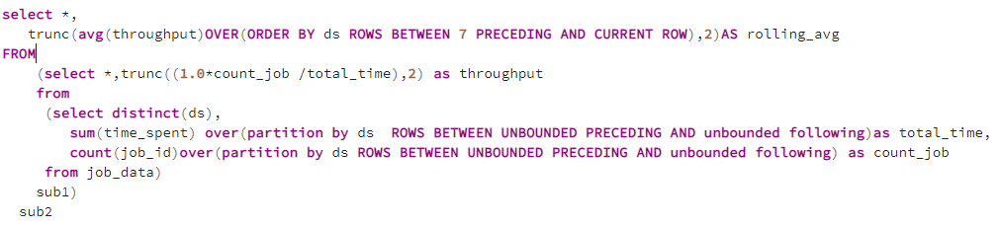 select *,
trunc(avg(throughput)OVER(ORDER BY ds ROWS BETWEEN 7 PRECEDING AND CURRENT ROW),2)AS rolling_avg
FROM
(select *,trunc((1.0*count_job /total_time),2) as throughput
from
(select distinct(ds),
sum(time_spent) over(partition by ds  ROWS BETWEEN UNBOUNDED PRECEDING AND unbounded following)as total_time,
count(job_id)over(partition by ds ROWS BETWEEN UNBOUNDED PRECEDING AND unbounded following) as count_job
from job_data)
sub1)
sub2